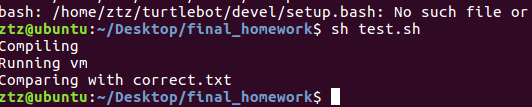 bash: /home/ztz/turtlebot/devel/setup.bash: No such file or
ztz@ubuntu:~/Desktop/final_homework$ sh test.sh
Compiling
Running vm
Comparing with correct.txt
ztz@ubuntu:~/Desktop/final_homework$